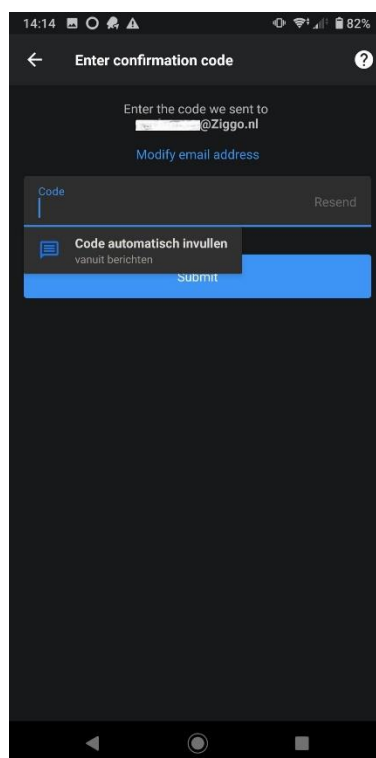 14:14 82%
Enter confirmation code ?
Enter the code we sent to
@Ziggo.nl
Modify email address
Code
Resend
Code automatisch invullen
vanuit berichten
Submit